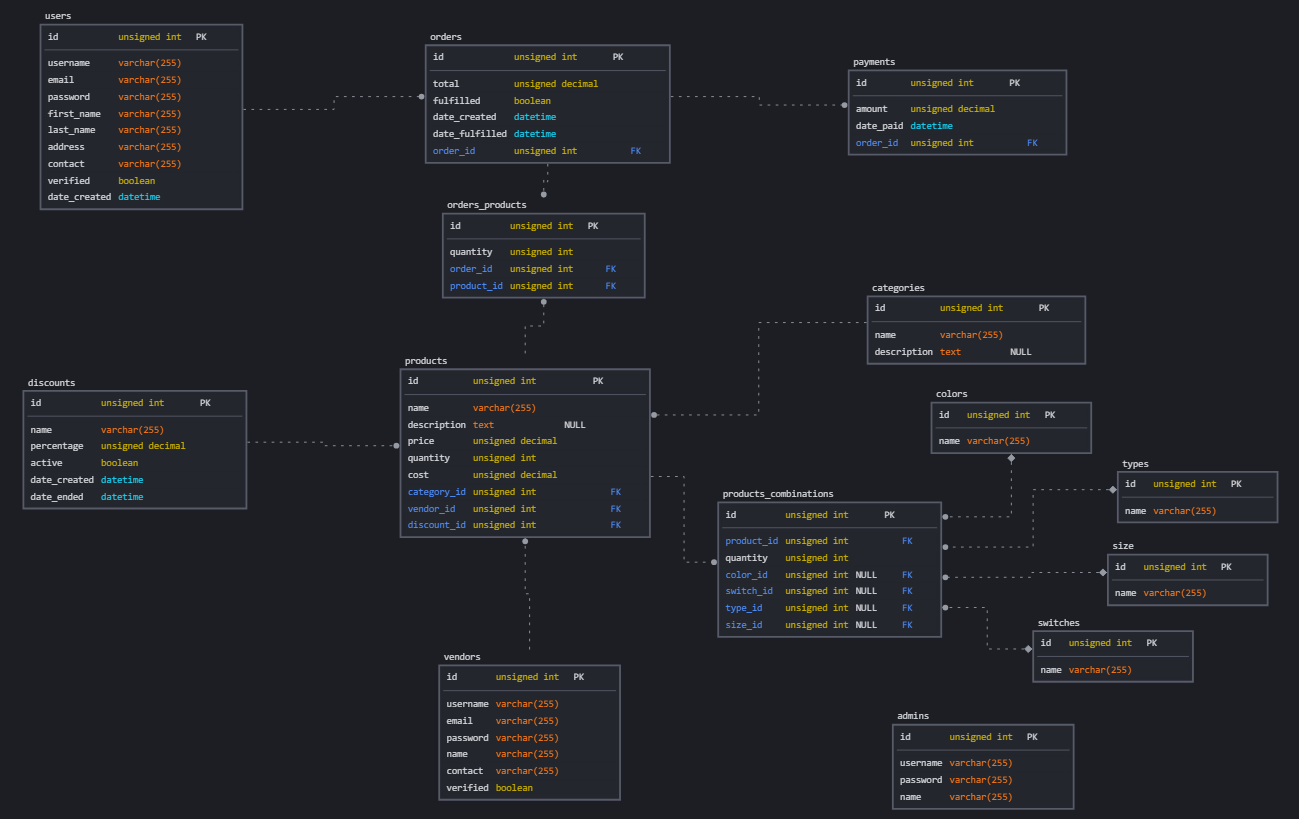 users
id unsigned int PK
username varchar(255)
email varchar(255)
password varchar(255)
first_name varchar(255)
last_name varchar(255)
address varchar(255)
contact varchar(255)
verified boolean
date_created datetime
orders
id unsigned int PK
total unsigned decimal
fulfilled boolean
date_created datetime
date_fulfilled datetime
order_id unsigned int FK
payments
id unsigned int PK
amount unsigned decimal
date_paid datetime
order_id unsigned int FK
orders_products
id unsigned int PK
quantity unsigned int
order_id unsigned int FK
product_id unsigned int FK
categories
id unsigned int PK
name varchar(255)
description text NULL
discounts
id unsigned int PK
name varchar(255)
percentage unsigned decimal
active boolean
date_created datetime
date_ended datetime
products
id unsigned int PK
name varchar(255)
description text NULL
price unsigned decimal
quantity unsigned int
cost unsigned decimal
category_id unsigned int FK
vendor_id unsigned int FK
discount_id unsigned int FK
colors
id unsigned int PK
name varchar(255)
types
id unsigned int PK
name varchar(255)
products_combinations
id unsigned int PK
product_id unsigned int FK
quantity unsigned int
color_id unsigned int NULL FK
switch_id unsigned int NULL FK
type_id unsigned int NULL FK
size_id unsigned int NULL FK
size
id unsigned int PK
name varchar(255)
switches
id unsigned int PK
name varchar(255)
vendors
id unsigned int PK
username varchar(255)
email varchar(255)
password varchar(255)
name varchar(255)
contact varchar(255)
verified boolean
admins
id unsigned int PK
username varchar(255)
password varchar(255)
name varchar(255)